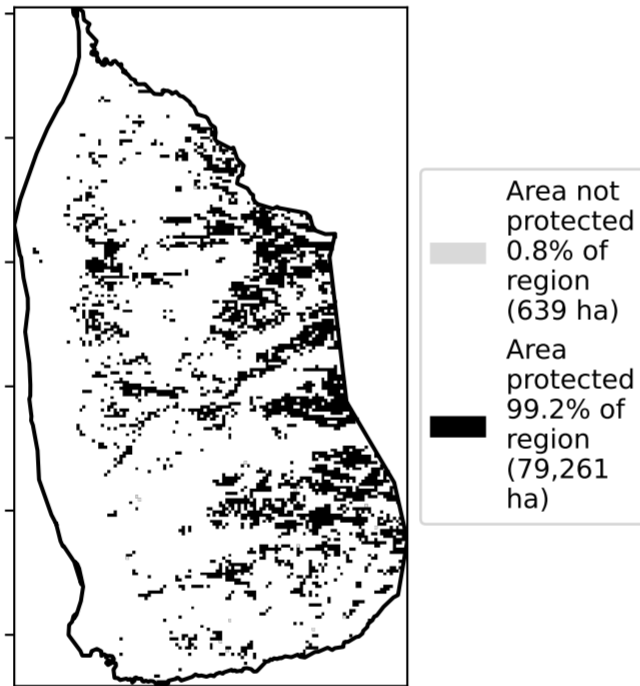 Area not
protected
0.8% of
region
(639 ha)
Area
protected
99.2% of
region
(79,261
ha)